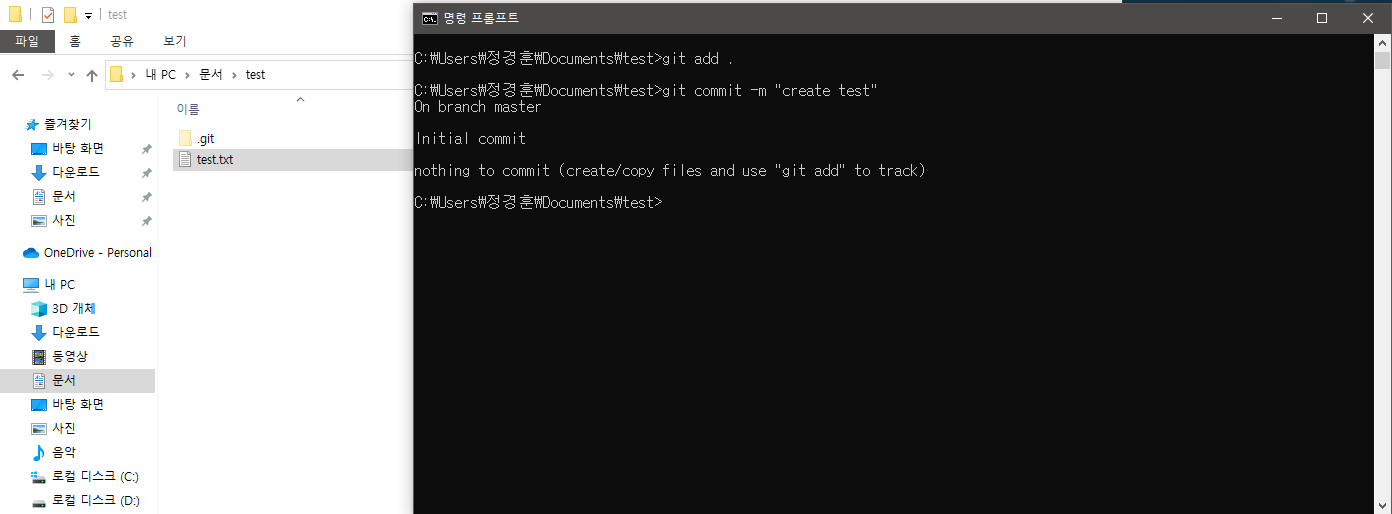 test
파일
홈
공유
보기
내 PC
문서
test
이름
.git
test.txt
즐겨찾기
바탕 화면
다운로드
문서
사진
OneDrive - Personal
내 PC
3D 개체
다운로드
동영상
문서
바탕 화면
사진
음악
로컬 디스크 (C:)
로컬 디스크 (D:)
명령 프롬프트
C:₩Users₩정경훈₩Documents₩test>git add .
C:₩Users₩정경훈₩Documents₩test>git commit -m "create test"
On branch master
Initial commit
nothing to commit (create/copy files and use "git add" to track)
C:₩Users₩정경훈₩Documents₩test>